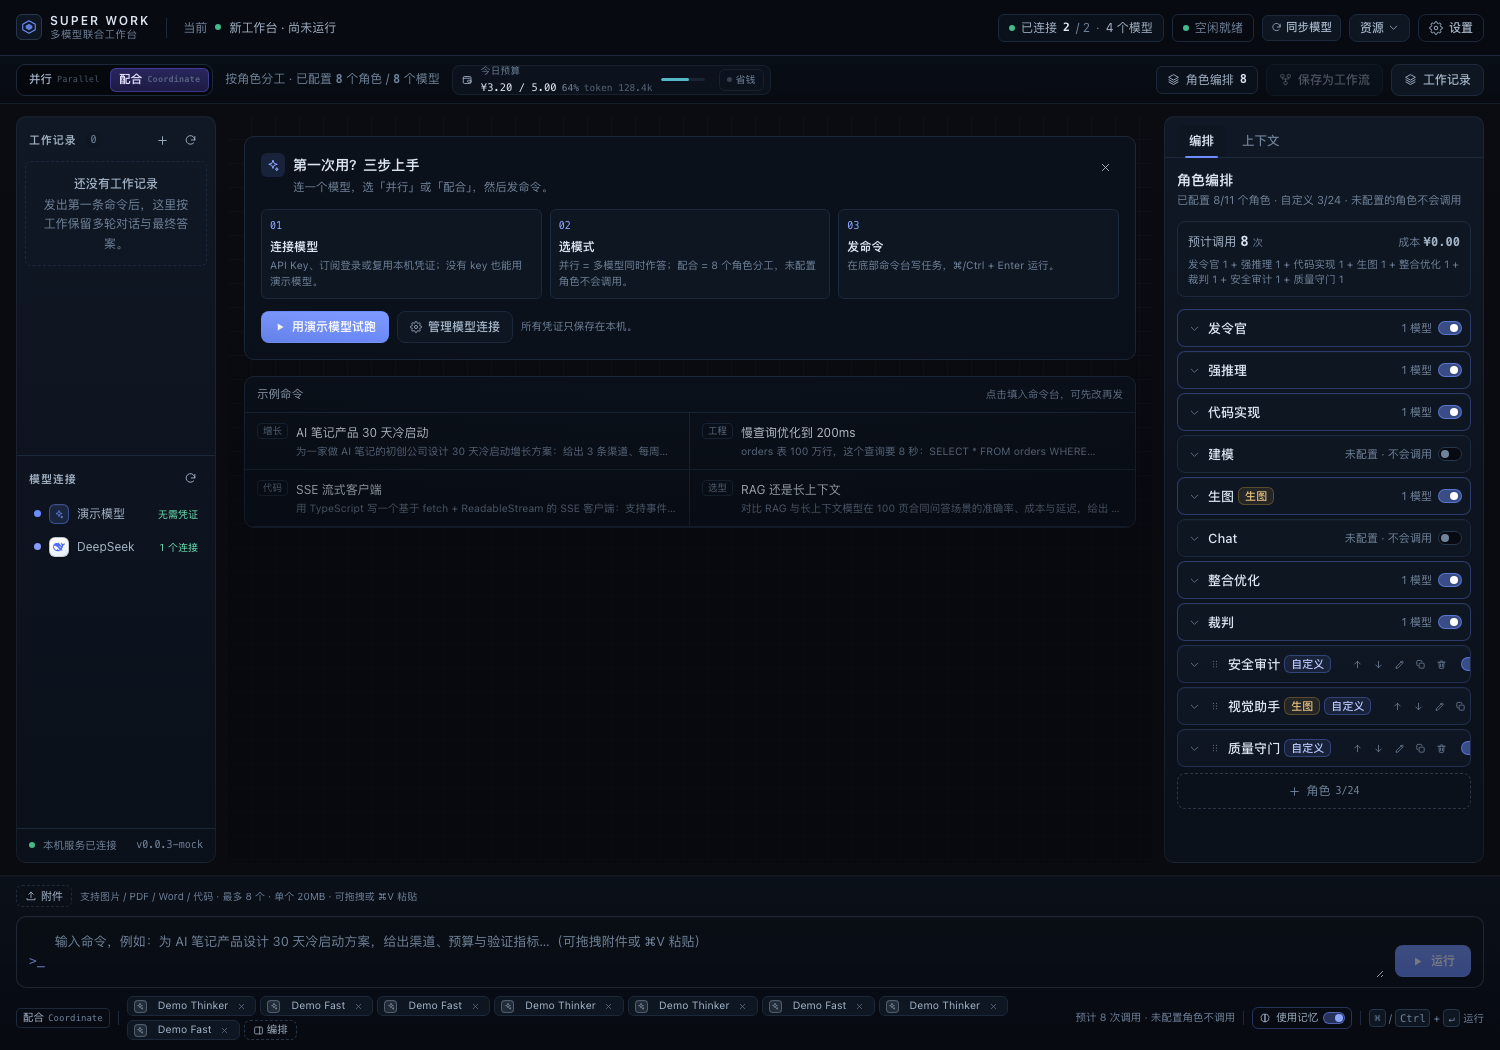 SUPER WORK
多模型联合工作台
当前 新工作台 · 尚未运行
已连接 2 / 2 · 4 个模型
空闲就绪
同步模型
资源
设置
并行 Parallel
配合 Coordinate
按角色分工 · 已配置 8 个角色 / 8 个模型
今日预算
¥3.20 / 5.00 64% token 128.4k
省钱
角色编排 8
保存为工作流
工作记录
工作记录 0
还没有工作记录
发出第一条命令后，这里按
工作保留多轮对话与最终答
案。
模型连接
演示模型 无需凭证
DeepSeek 1 个连接
本机服务已连接 v0.0.3-mock
第一次用？三步上手
连一个模型，选「并行」或「配合」，然后发命令。
01
连接模型
API Key、订阅登录或复用本机凭证；没有 key 也能用
演示模型。
02
选模式
并行 = 多模型同时作答；配合 = 8 个角色分工，未配置
角色不会调用。
03
发命令
在底部命令台写任务，⌘/Ctrl + Enter 运行。
用演示模型试跑
管理模型连接
所有凭证只保存在本机。
示例命令 点击填入命令台，可先改再发
增长 AI 笔记产品 30 天冷启动
为一家做 AI 笔记的初创公司设计 30 天冷启动增长方案：给出 3 条渠道、每周...
工程 慢查询优化到 200ms
orders 表 100 万行，这个查询要 8 秒：SELECT * FROM orders WHERE...
代码 SSE 流式客户端
用 TypeScript 写一个基于 fetch + ReadableStream 的 SSE 客户端：支持事件...
选型 RAG 还是长上下文
对比 RAG 与长上下文模型在 100 页合同问答场景的准确率、成本与延迟，给出 ...
编排 上下文
角色编排
已配置 8/11 个角色 · 自定义 3/24 · 未配置的角色不会调用
预计调用 8 次 成本 ¥0.00
发令官 1 + 强推理 1 + 代码实现 1 + 生图 1 + 整合优化 1 +
裁判 1 + 安全审计 1 + 质量守门 1
发令官 1 模型
强推理 1 模型
代码实现 1 模型
建模 未配置 · 不会调用
生图 生图 1 模型
Chat 未配置 · 不会调用
整合优化 1 模型
裁判 1 模型
安全审计 自定义
视觉助手 生图 自定义
质量守门 自定义
+ 角色 3/24
附件 支持图片 / PDF / Word / 代码 · 最多 8 个 · 单个 20MB · 可拖拽或 ⌘V 粘贴
输入命令，例如：为 AI 笔记产品设计 30 天冷启动方案，给出渠道、预算与验证指标...（可拖拽附件或 ⌘V 粘贴）
>_
运行
配合 Coordinate
Demo Thinker × Demo Fast × Demo Fast × Demo Thinker × Demo Thinker × Demo Fast × Demo Thinker ×
Demo Fast × 编排
预计 8 次调用 · 未配置角色不调用
使用记忆
⌘ / Ctrl + ↵ 运行